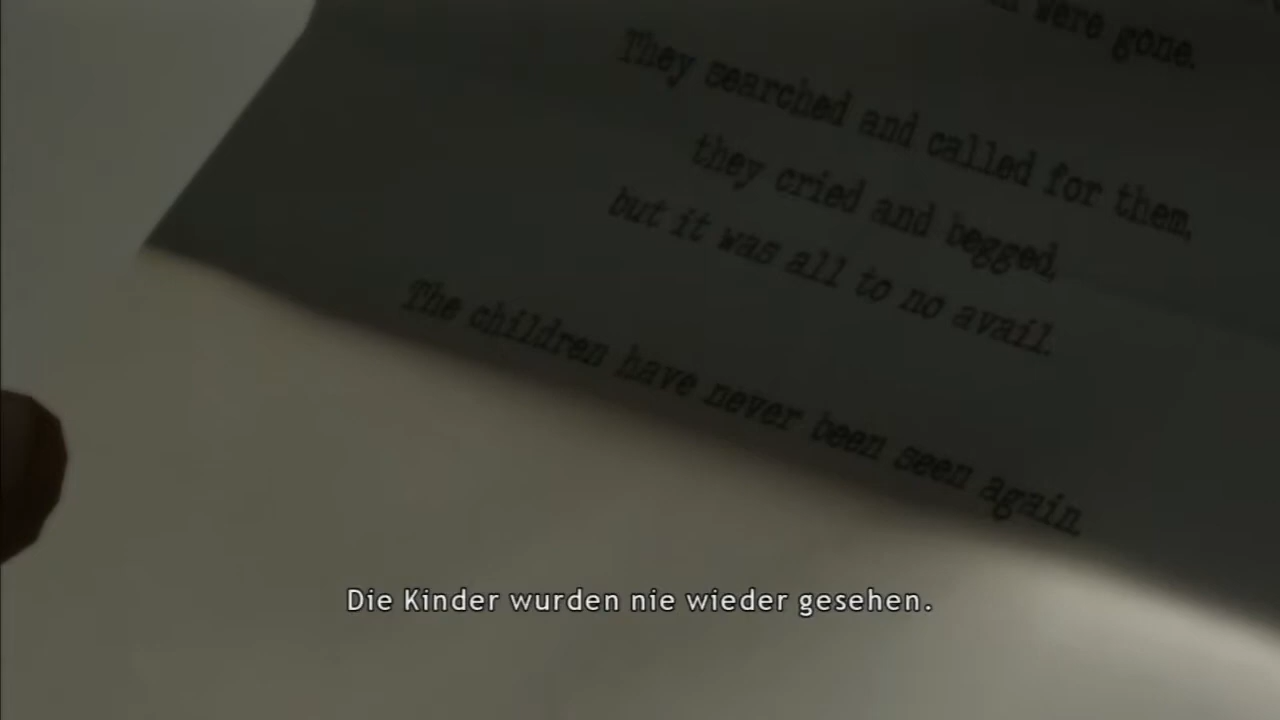 were gone.
They searched and called for them,
they cried and begged,
but it was all to no avail.
The children have never been seen again.
Die Kinder wurden nie wieder gesehen.